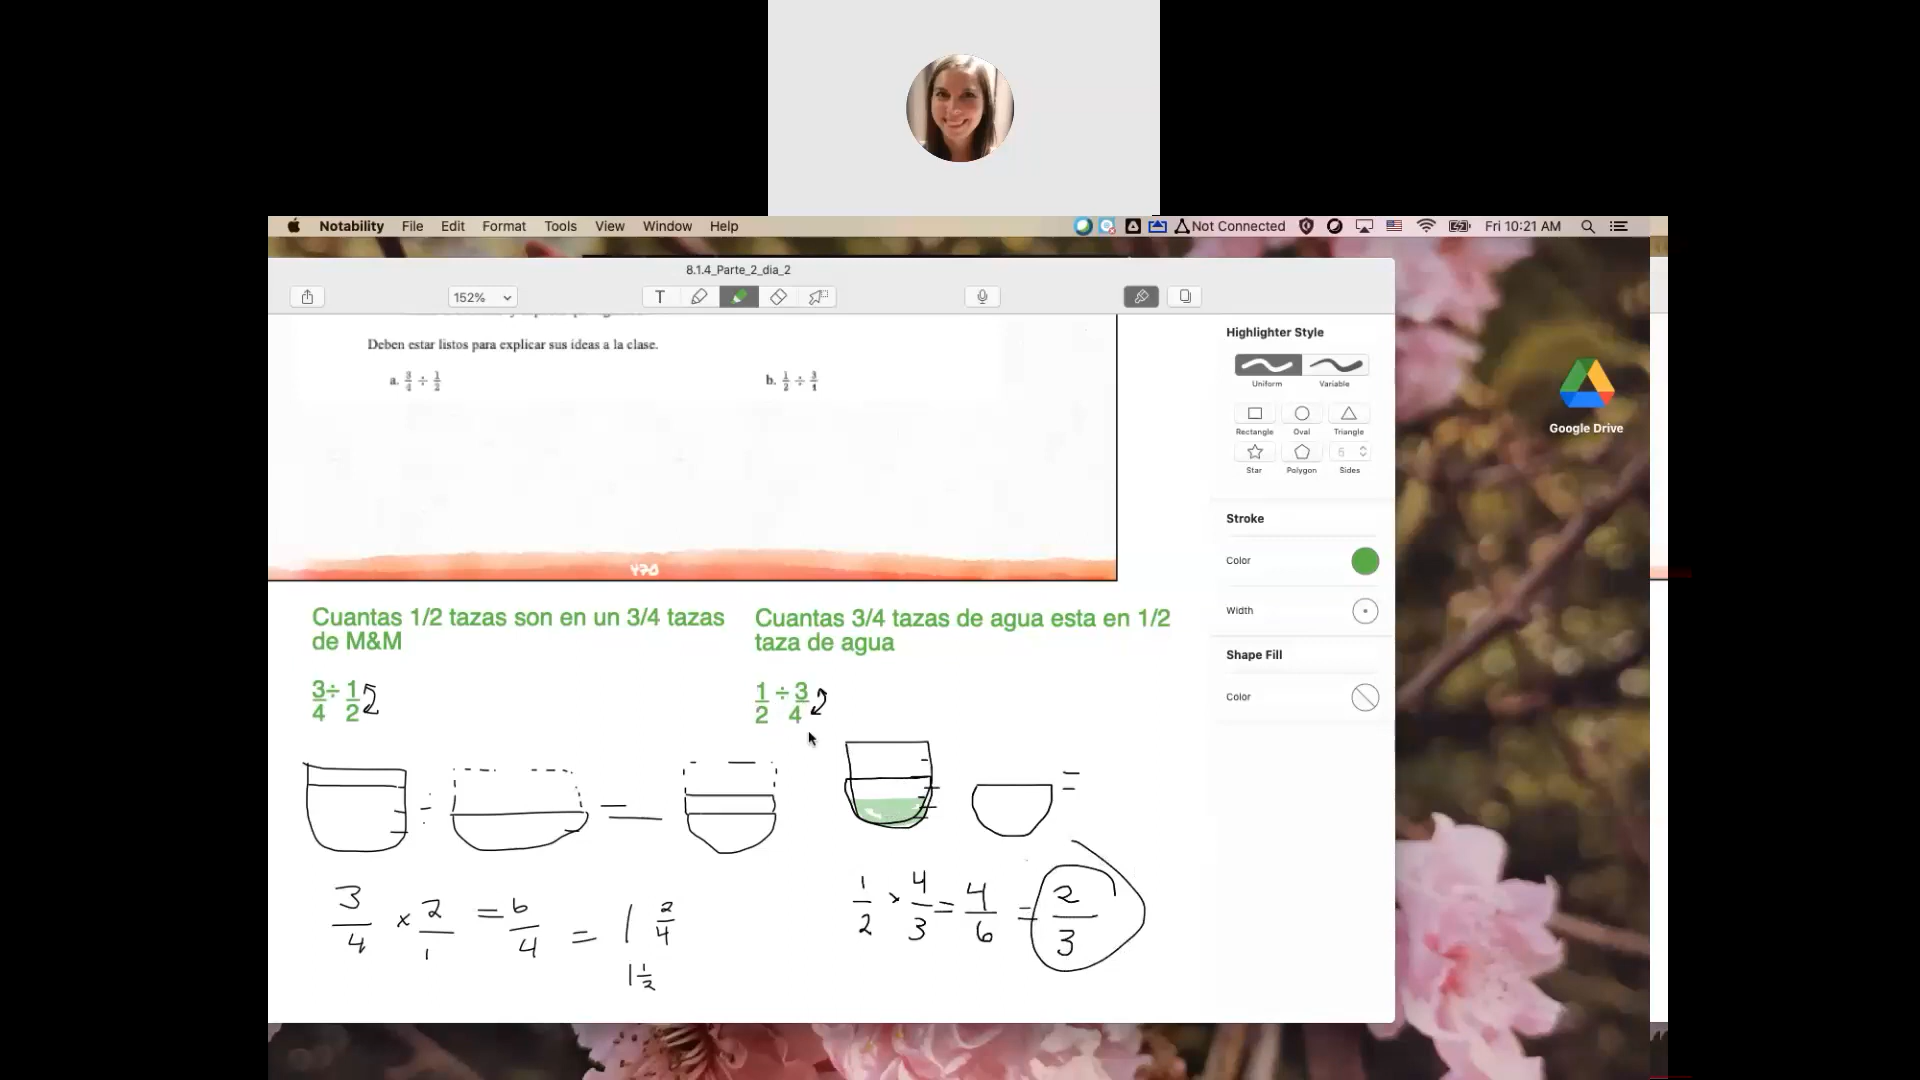 Notability File Edit Format Tools View Window Help Not Connected Fri 10:21 AM
8.1.4_Parte_2_dia_2
152% T
Highlighter Style
Uniform Variable
Rectangle Oval Triangle
6
Star Polygon Sides
Stroke
Color
Width
Shape Fill
Color
Google Drive
Deben estar listos para explicar sus ideas a la clase.
a. 3/4 ÷ 1/2
b. 1/2 ÷ 3/4
470
Cuantas 1/2 tazas son en un 3/4 tazas
de M&M
3/4 ÷ 1/2
÷ =
3/4 × 2/1 = 6/4 = 1 2/4
1 1/2
Cuantas 3/4 tazas de agua esta en 1/2
taza de agua
1/2 ÷ 3/4
=
1/2 × 4/3 = 4/6 = 2/3